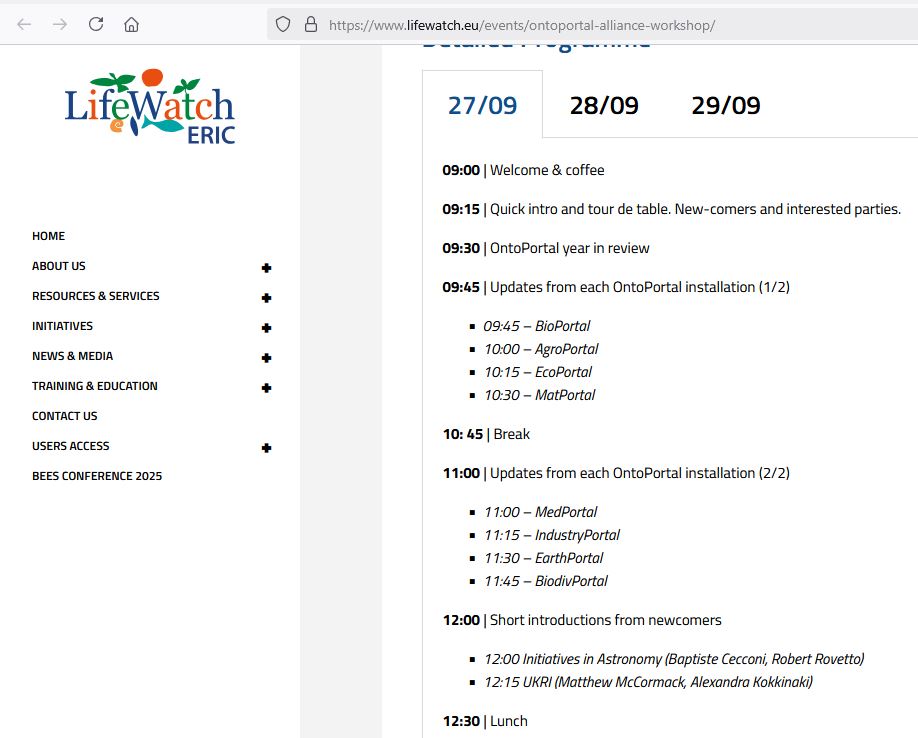 https://www.lifewatch.eu/events/ontoportal-alliance-workshop/
Detailed Programme
LifeWatch
ERIC
HOME
ABOUT US
RESOURCES & SERVICES
INITIATIVES
NEWS & MEDIA
TRAINING & EDUCATION
CONTACT US
USERS ACCESS
BEES CONFERENCE 2025
27/09 28/09 29/09
09:00 | Welcome & coffee
09:15 | Quick intro and tour de table. New-comers and interested parties.
09:30 | OntoPortal year in review
09:45 | Updates from each OntoPortal installation (1/2)
09:45 – BioPortal
10:00 – AgroPortal
10:15 – EcoPortal
10:30 – MatPortal
10: 45 | Break
11:00 | Updates from each OntoPortal installation (2/2)
11:00 – MedPortal
11:15 – IndustryPortal
11:30 – EarthPortal
11:45 – BiodivPortal
12:00 | Short introductions from newcomers
12:00 Initiatives in Astronomy (Baptiste Cecconi, Robert Rovetto)
12:15 UKRI (Matthew McCormack, Alexandra Kokkinaki)
12:30 | Lunch